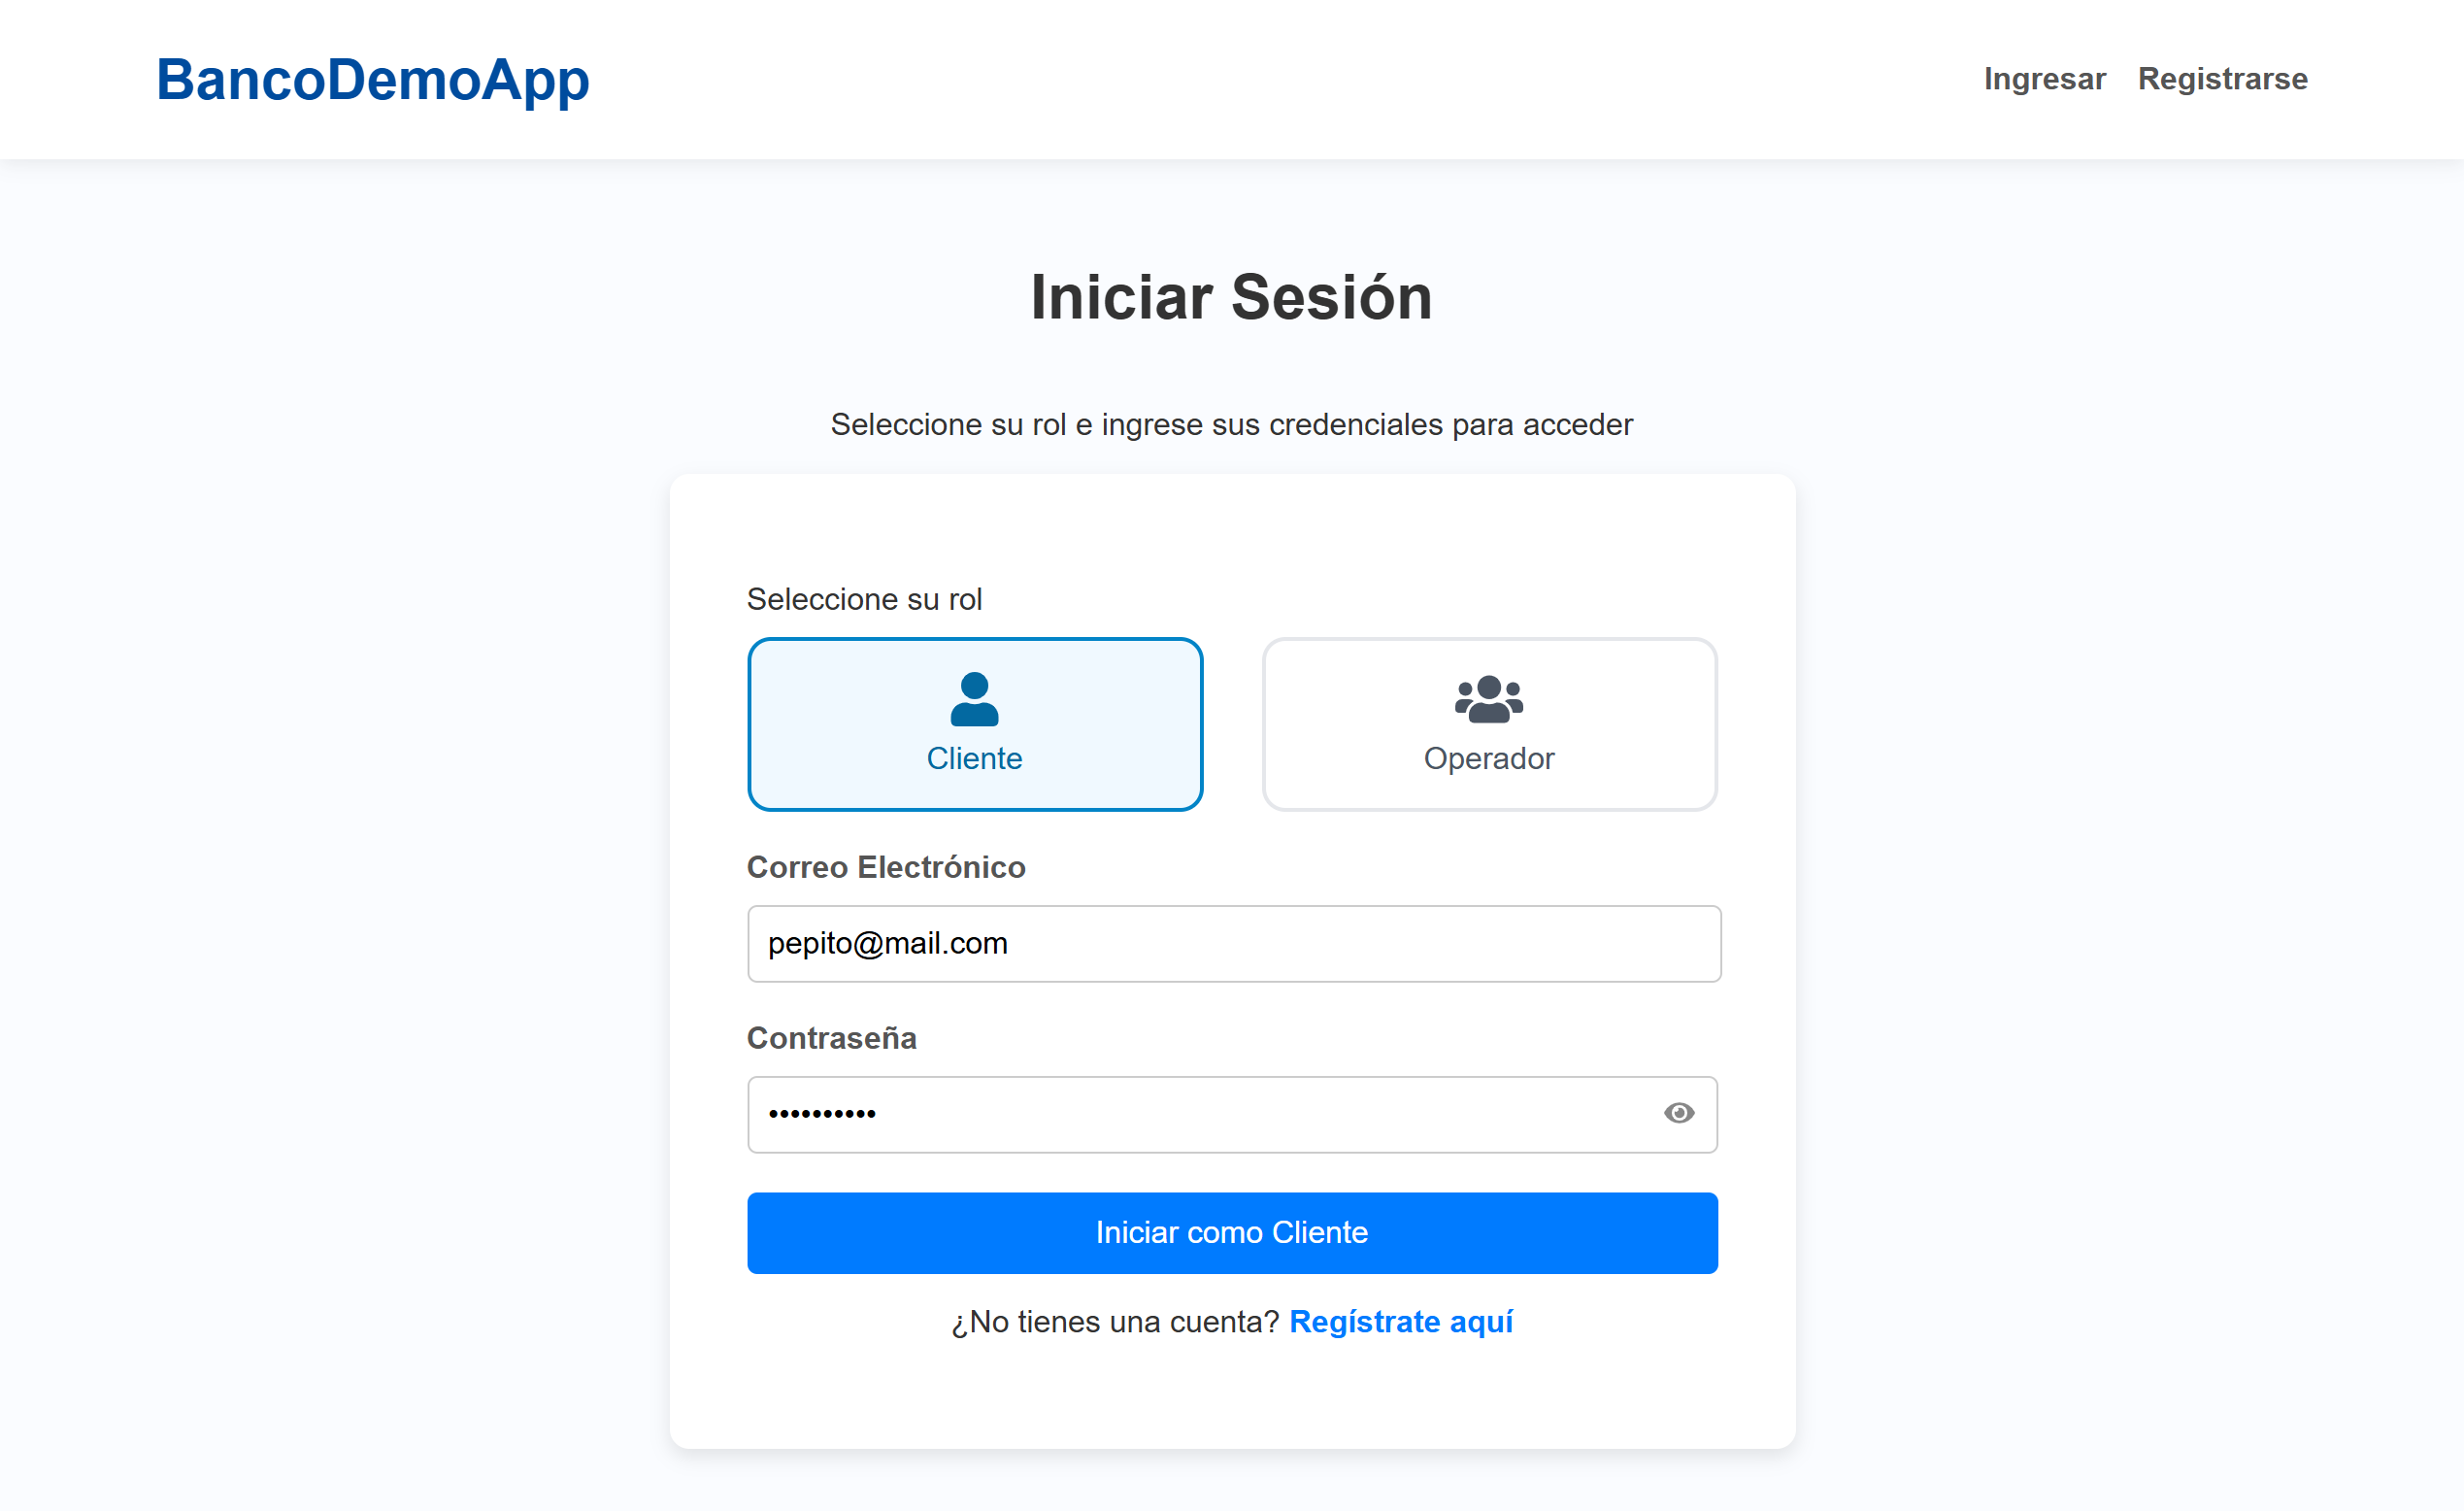 BancoDemoApp
Ingresar Registrarse
Iniciar Sesión
Seleccione su rol e ingrese sus credenciales para acceder
Seleccione su rol
Cliente
Operador
Correo Electrónico
pepito@mail.com
Contraseña
••••••••••
Iniciar como Cliente
¿No tienes una cuenta? Regístrate aquí